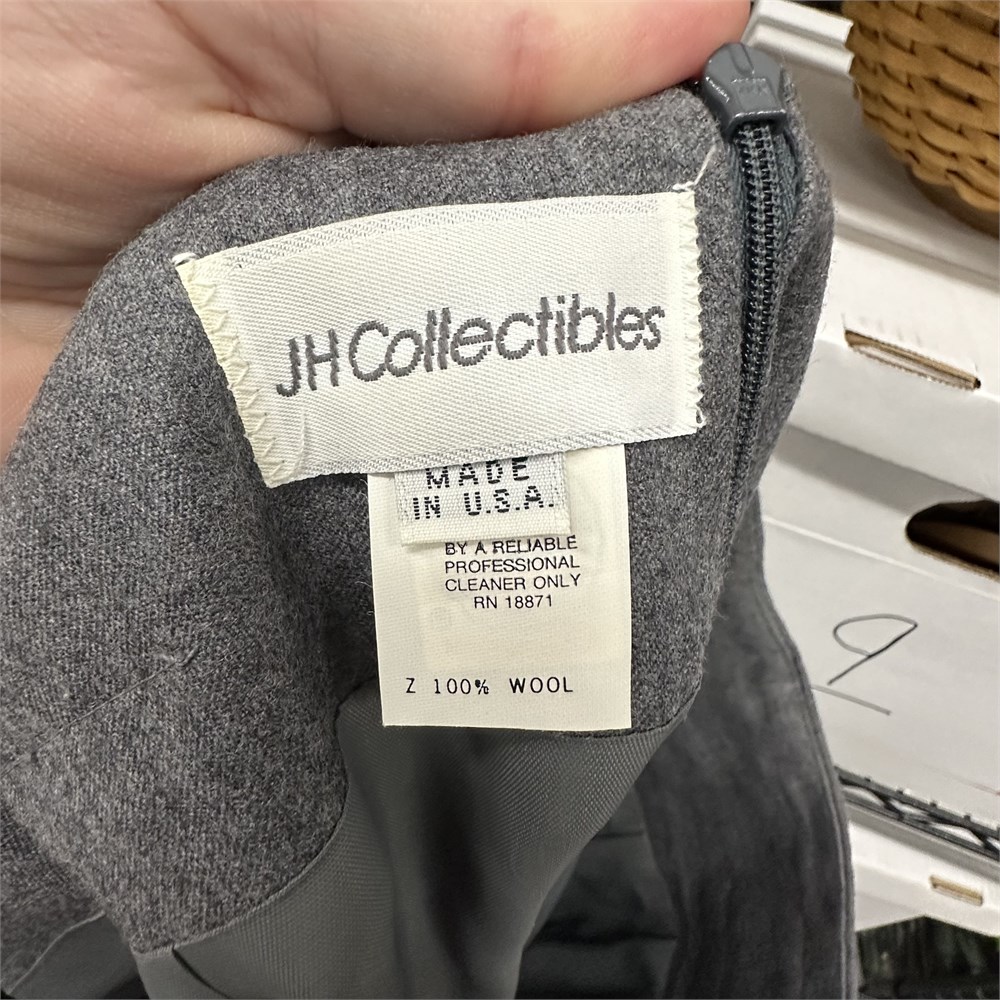 JH Collectibles
MADE
IN U.S.A.
BY A RELIABLE
PROFESSIONAL
CLEANER ONLY
RN 18871
Z 100% WOOL
9